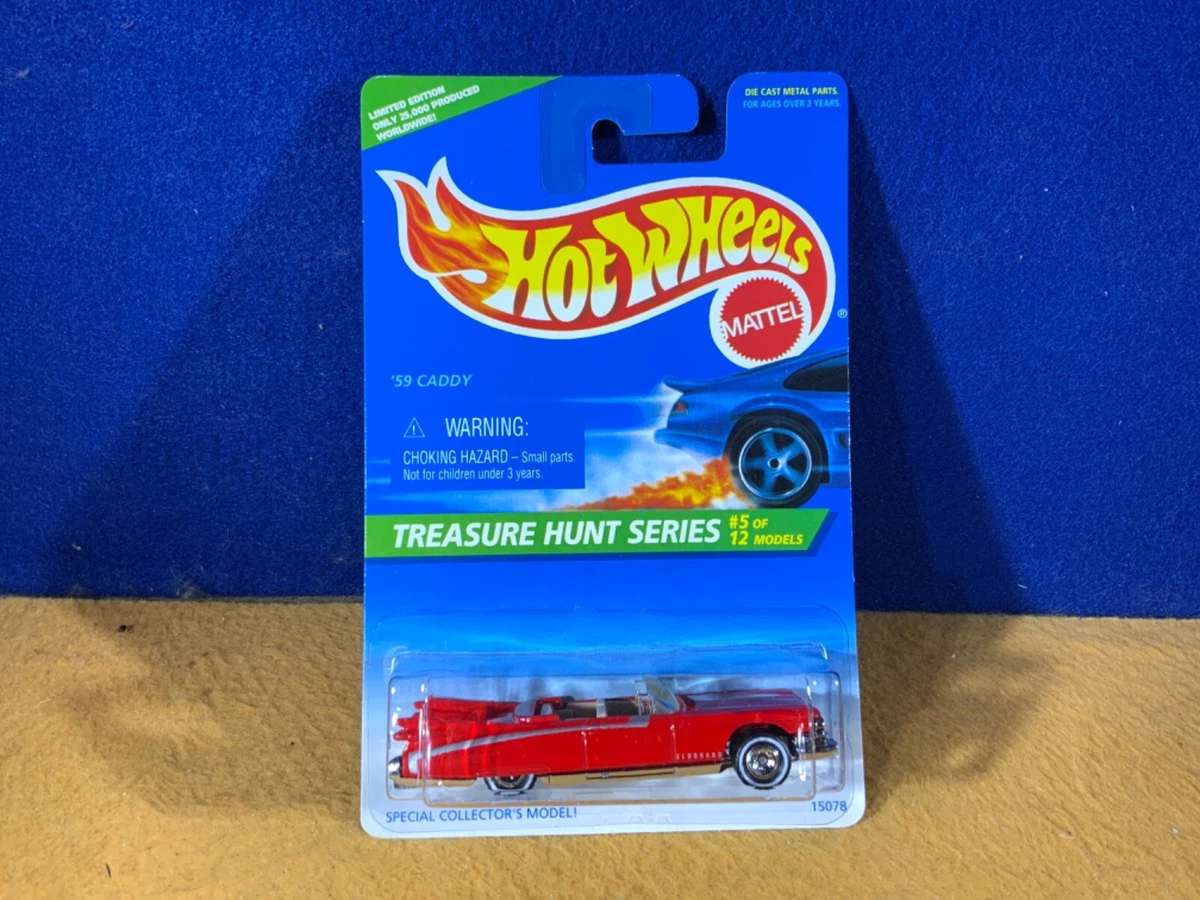 LIMITED EDITION
ONLY 25,000 PRODUCED
WORLDWIDE!
DIE CAST METAL PARTS.
FOR AGES OVER 3 YEARS.
HOT WHEELS
MATTEL
®
'59 CADDY
WARNING:
CHOKING HAZARD – Small parts.
Not for children under 3 years.
TREASURE HUNT SERIES
#5 OF
12 MODELS
ELDORADO
SPECIAL COLLECTOR'S MODEL!
15078